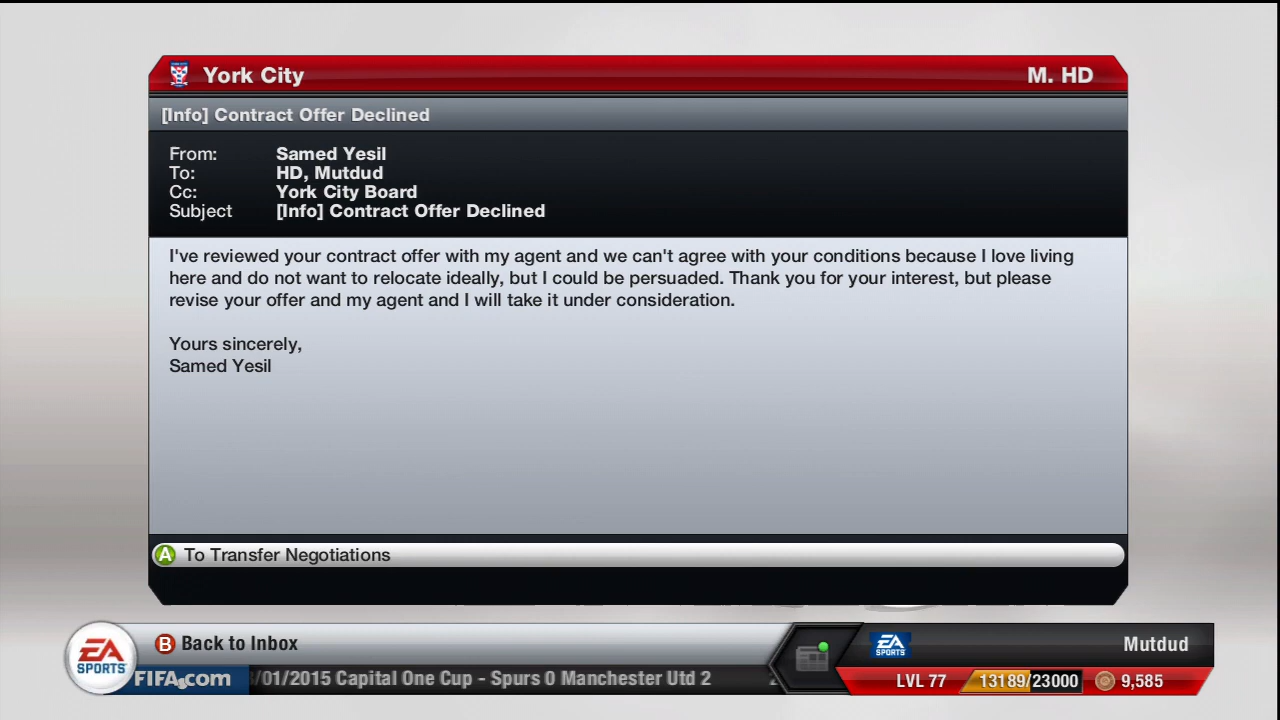 York City
M. HD
[Info] Contract Offer Declined
From: Samed Yesil
To: HD, Mutdud
Cc: York City Board
Subject [Info] Contract Offer Declined
I've reviewed your contract offer with my agent and we can't agree with your conditions because I love living
here and do not want to relocate ideally, but I could be persuaded. Thank you for your interest, but please
revise your offer and my agent and I will take it under consideration.
Yours sincerely,
Samed Yesil
A To Transfer Negotiations
B Back to Inbox
EA SPORTS
Mutdud
EA SPORTS
FIFA.com
/01/2015 Capital One Cup - Spurs 0 Manchester Utd 2
LVL 77
13189/23000
9,585